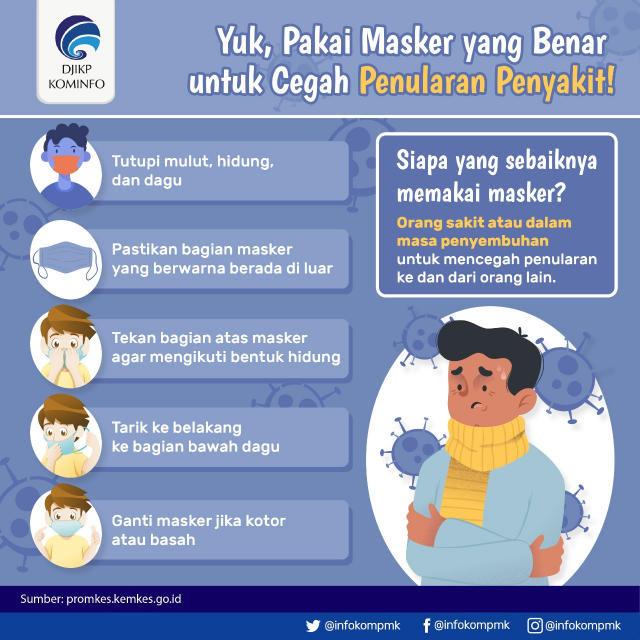 DJIKP
KOMINFO
Yuk, Pakai Masker yang Benar
untuk Cegah Penularan Penyakit!
Tutupi mulut, hidung,
dan dagu
Pastikan bagian masker
yang berwarna berada di luar
Tekan bagian atas masker
agar mengikuti bentuk hidung
Tarik ke belakang
ke bagian bawah dagu
Ganti masker jika kotor
atau basah
Siapa yang sebaiknya
memakai masker?
Orang sakit atau dalam
masa penyembuhan
untuk mencegah penularan
ke dan dari orang lain.
Sumber: promkes.kemkes.go.id
@infokompmk
@infokompmk
@infokompmk